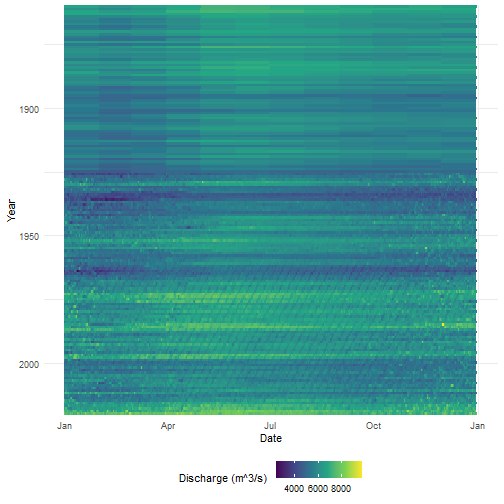 1900
1950
2000
Year
Jan Apr Jul Oct Jan
Date
Discharge (m^3/s)
4000 6000 8000